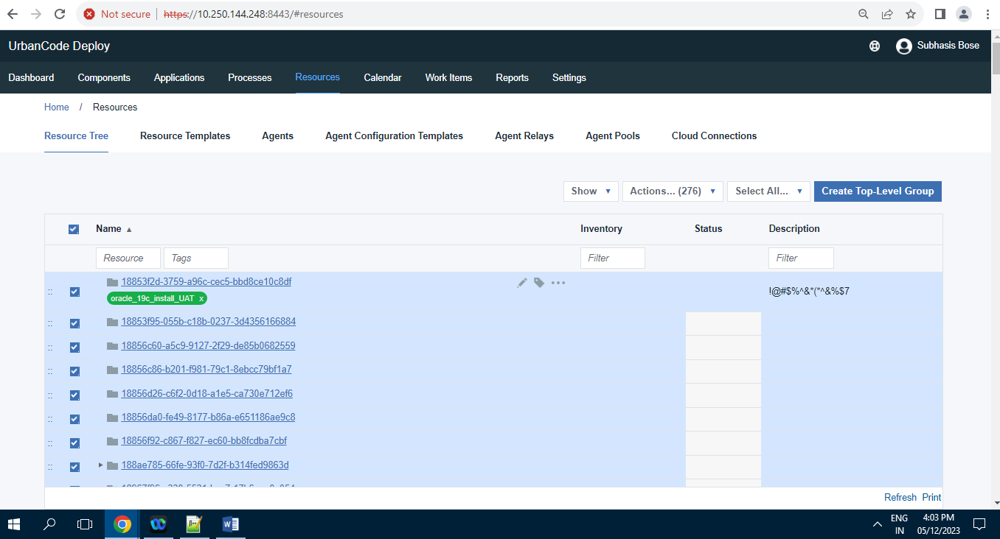 Not secure | https://10.250.144.248:8443/#resources
UrbanCode Deploy
Subhasis Bose
Dashboard Components Applications Processes Resources Calendar Work Items Reports Settings
Home / Resources
Resource Tree Resource Templates Agents Agent Configuration Templates Agent Relays Agent Pools Cloud Connections
Show Actions... (276) Select All... Create Top-Level Group
Name Inventory Status Description
Resource Tags Filter Filter
18853f2d-3759-a96c-cec5-bbd8ce10c8df
oracle_19c_install_UAT x
!@#$%^&*(*^&%$7
18853f95-055b-c18b-0237-3d4356166884
18856c60-a5c9-9127-2f29-de85b0682559
18856c86-b201-f981-79c1-8ebcc79bf1a7
18856d26-c6f2-0d18-a1e5-ca730e712ef6
18856da0-fe49-8177-b86a-e651186ae9c8
18856f92-c867-f827-ec60-bb8fcdba7cbf
188ae785-66fe-93f0-7d2f-b314fed9863d
Refresh Print
ENG 4:03 PM
IN 05/12/2023